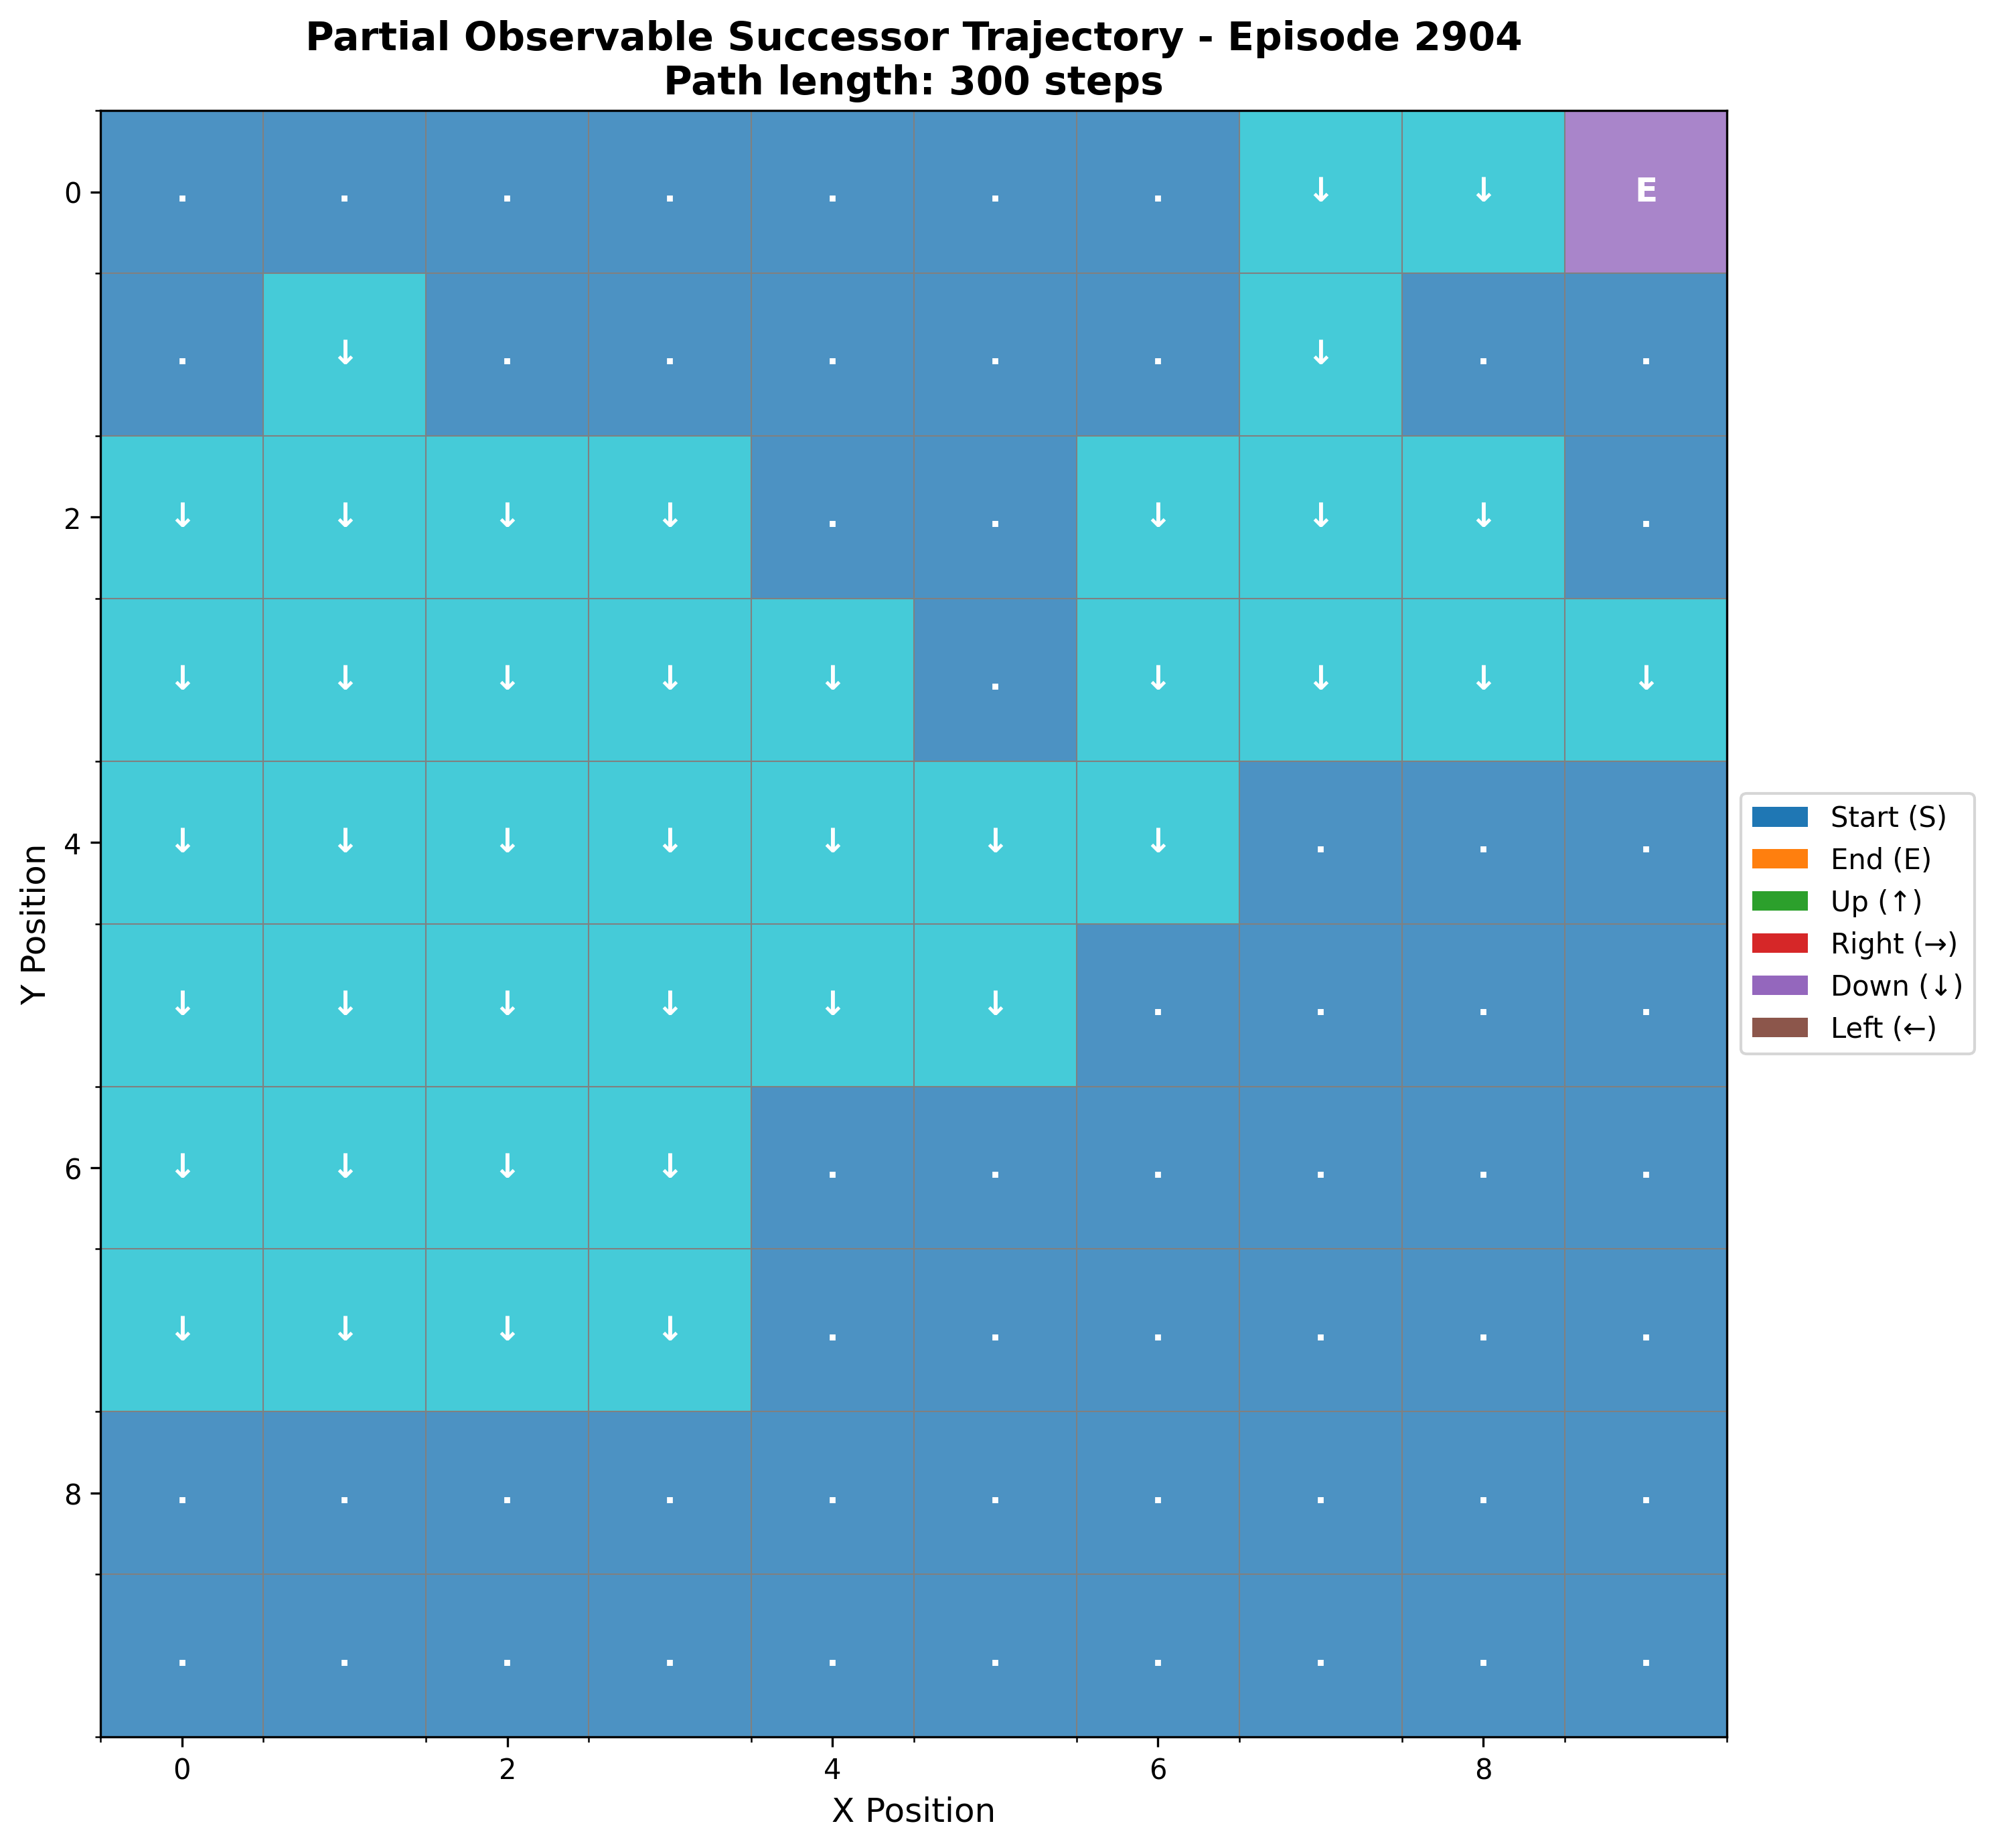 Partial Observable Successor Trajectory - Episode 2904
Path length: 300 steps
0 . . . . . . . ↓ ↓ E
. ↓ . . . . . ↓ . .
2 ↓ ↓ ↓ ↓ . . ↓ ↓ ↓ .
↓ ↓ ↓ ↓ ↓ . ↓ ↓ ↓ ↓
4 ↓ ↓ ↓ ↓ ↓ ↓ ↓ . . .
↓ ↓ ↓ ↓ ↓ ↓ . . . .
6 ↓ ↓ ↓ ↓ . . . . . .
↓ ↓ ↓ ↓ . . . . . .
8 . . . . . . . . . .
. . . . . . . . . .
0 2 4 6 8
X Position
Y Position
Start (S)
End (E)
Up (↑)
Right (→)
Down (↓)
Left (←)